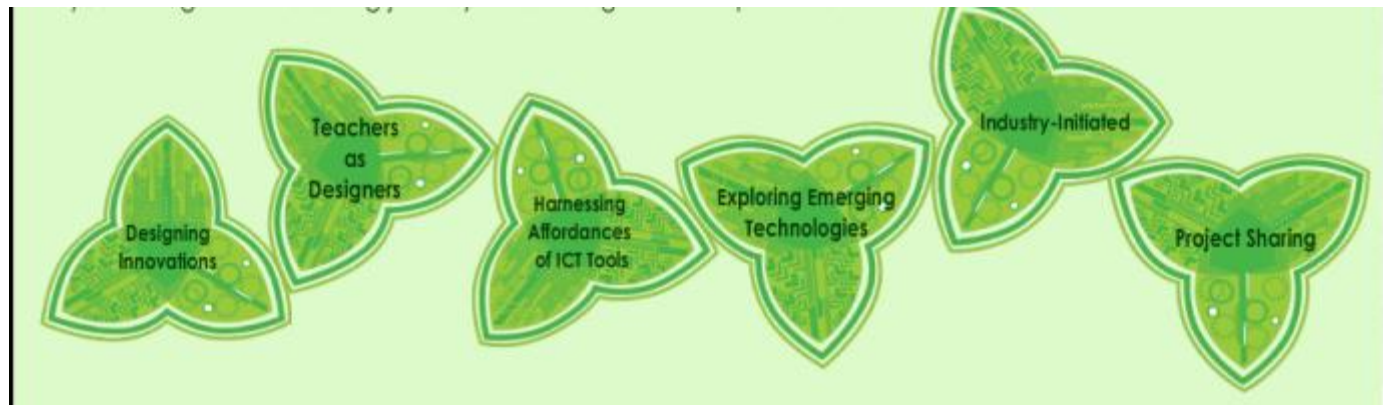 Designing
Innovations
Teachers
as
Designers
Harnessing
Affordances
of ICT Tools
Exploring Emerging
Technologies
Industry-Initiated
Project Sharing